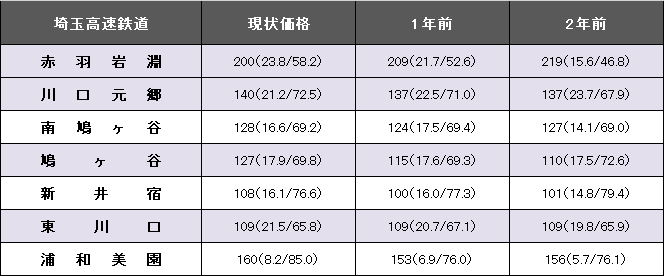 埼玉高速鉄道 現状価格 1年前 2年前
赤羽岩淵 200(23.8/58.2) 209(21.7/52.6) 219(15.6/46.8)
川口元郷 140(21.2/72.5) 137(22.5/71.0) 137(23.7/67.9)
南鳩ヶ谷 128(16.6/69.2) 124(17.5/69.4) 127(14.1/69.0)
鳩ヶ谷 127(17.9/69.8) 115(17.6/69.3) 110(17.5/72.6)
新井宿 108(16.1/76.6) 100(16.0/77.3) 101(14.8/79.4)
東川口 109(21.5/65.8) 109(20.7/67.1) 109(19.8/65.9)
浦和美園 160(8.2/85.0) 153(6.9/76.0) 156(5.7/76.1)